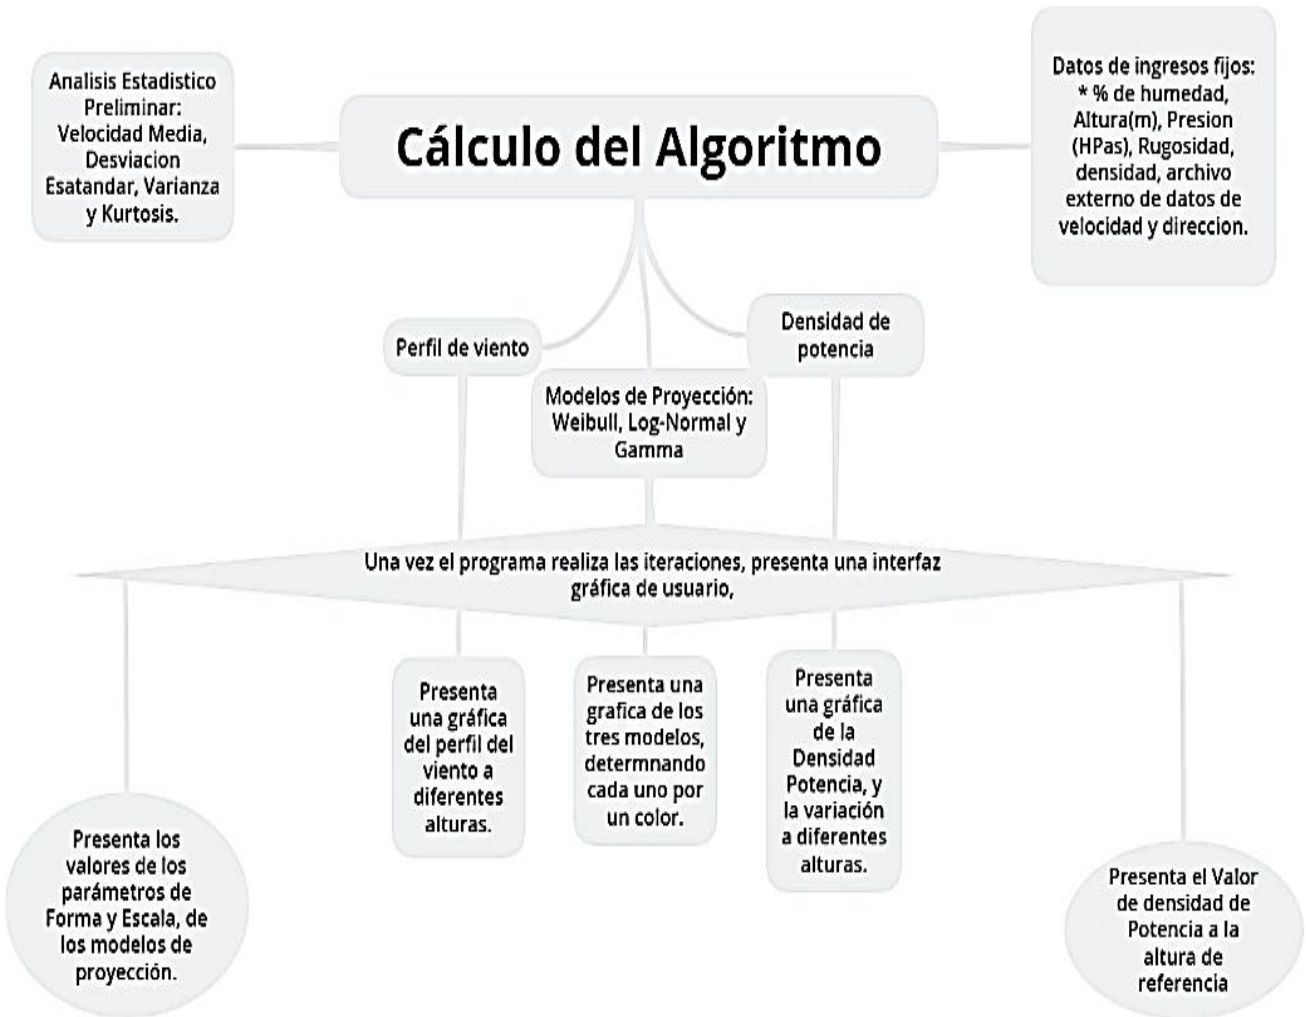 Analisis Estadistico
Preliminar:
Velocidad Media,
Desviacion
Esatandar, Varianza
y Kurtosis.
Cálculo del Algoritmo
Datos de ingresos fijos:
* % de humedad,
Altura(m), Presion
(HPas), Rugosidad,
densidad, archivo
externo de datos de
velocidad y direccion.
Perfil de viento
Modelos de Proyección:
Weibull, Log-Normal y
Gamma
Densidad de
potencia
Una vez el programa realiza las iteraciones, presenta una interfaz
gráfica de usuario,
Presenta los
valores de los
parámetros de
Forma y Escala, de
los modelos de
proyección.
Presenta
una gráfica
del perfil del
viento a
diferentes
alturas.
Presenta una
grafica de los
tres modelos,
determnando
cada uno por
un color.
Presenta
una gráfica
de la
Densidad
Potencia, y
la variación
a diferentes
alturas.
Presenta el Valor
de densidad de
Potencia a la
altura de
referencia